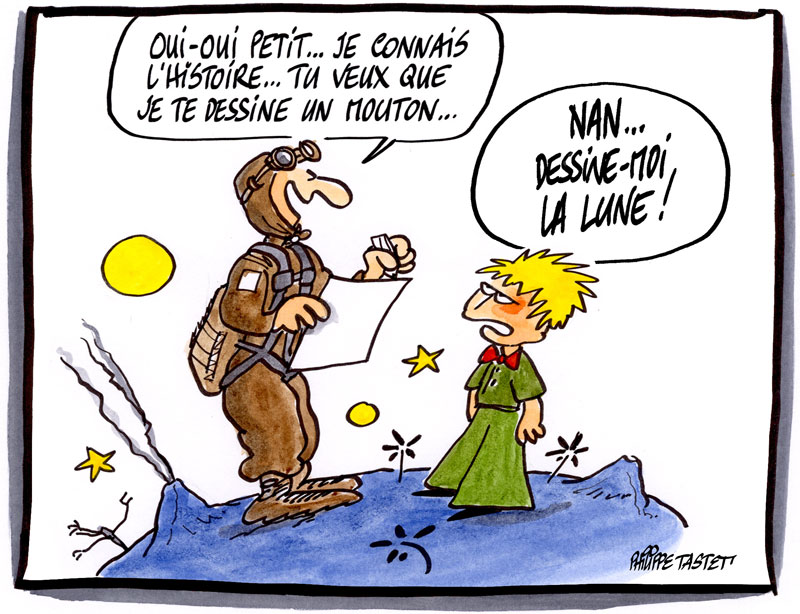 OUI-OUI PETIT... JE CONNAIS
L'HISTOIRE... TU VEUX QUE
JE TE DESSINE UN MOUTON...
NAN...
DESSINE-MOI
LA LUNE !
PHILIPPE TASTET